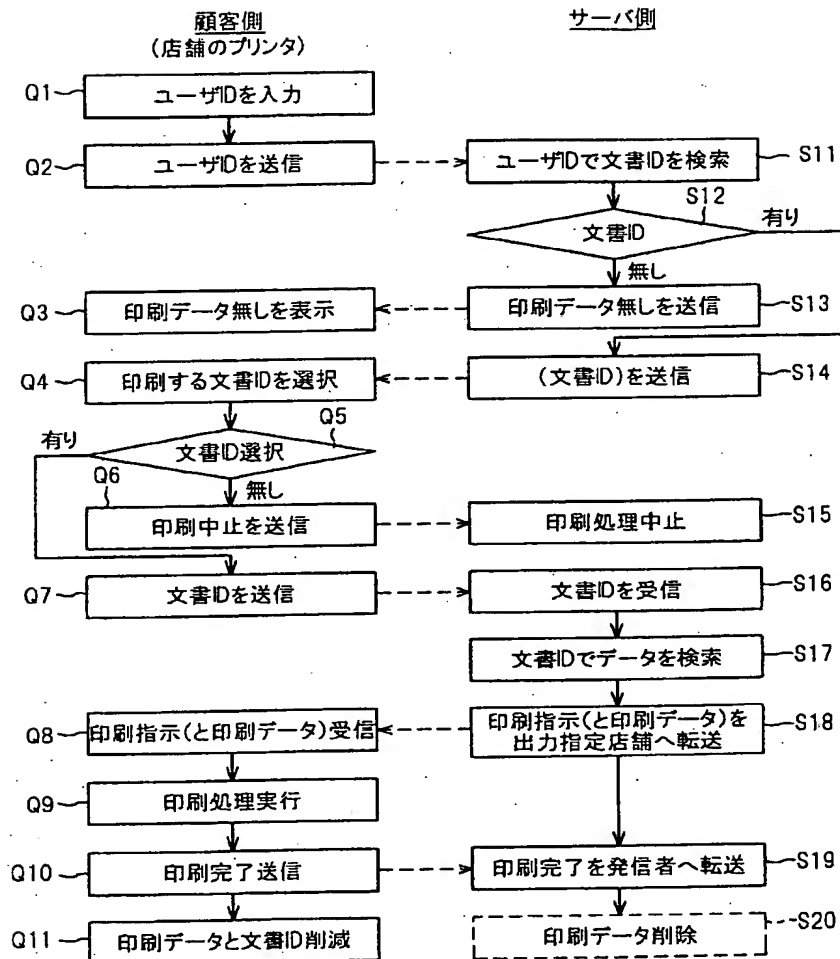 顧客側
(店舗のプリンタ)
サーバ側
Q1
ユーザIDを入力
Q2
ユーザIDを送信
ユーザIDで文書IDを検索
S11
S12
文書ID
有り
無し
Q3
印刷データ無しを表示
印刷データ無しを送信
S13
Q4
印刷する文書IDを選択
(文書ID)を送信
S14
Q5
有り
文書ID選択
Q6
無し
印刷中止を送信
印刷処理中止
S15
Q7
文書IDを送信
文書IDを受信
S16
文書IDでデータを検索
S17
Q8
印刷指示(と印刷データ)受信
印刷指示(と印刷データ)を
出力指定店舗へ転送
S18
Q9
印刷処理実行
Q10
印刷完了送信
印刷完了を発信者へ転送
S19
Q11
印刷データと文書ID削減
印刷データ削除
S20